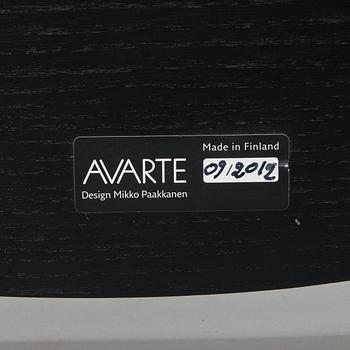 Made in Finland
AVARTE
09/2012
Design Mikko Paakkanen